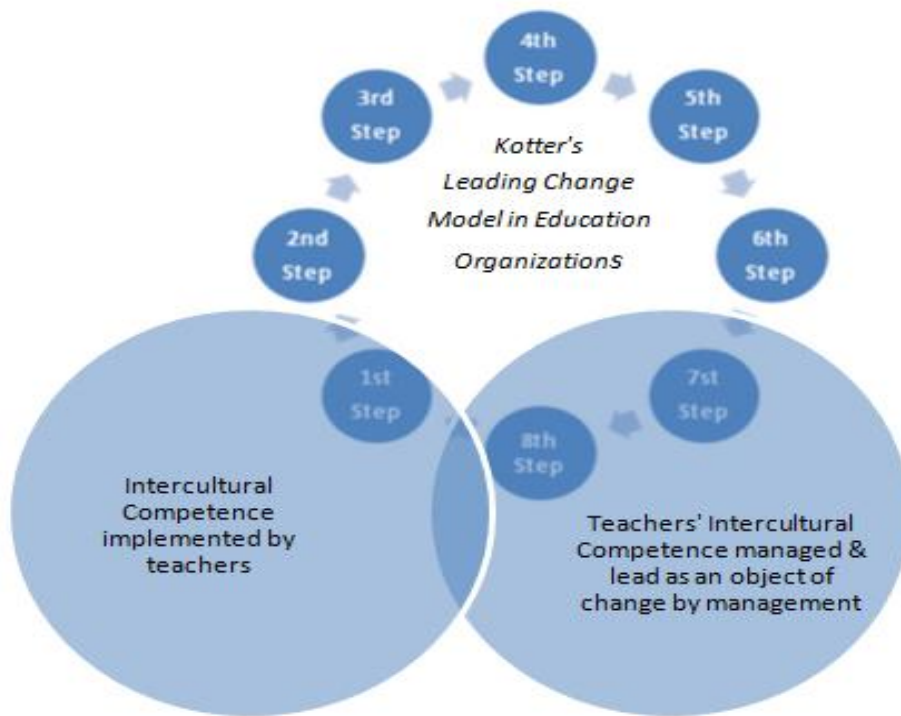 4th
Step
3rd
Step
5th
Step
Kotter's
Leading Change
Model in Education
Organizations
2nd
Step
6th
Step
1st
Step
7st
Step
8th
Step
Intercultural
Competence
implemented by
teachers
Teachers' Intercultural
Competence managed &
lead as an object of
change by management